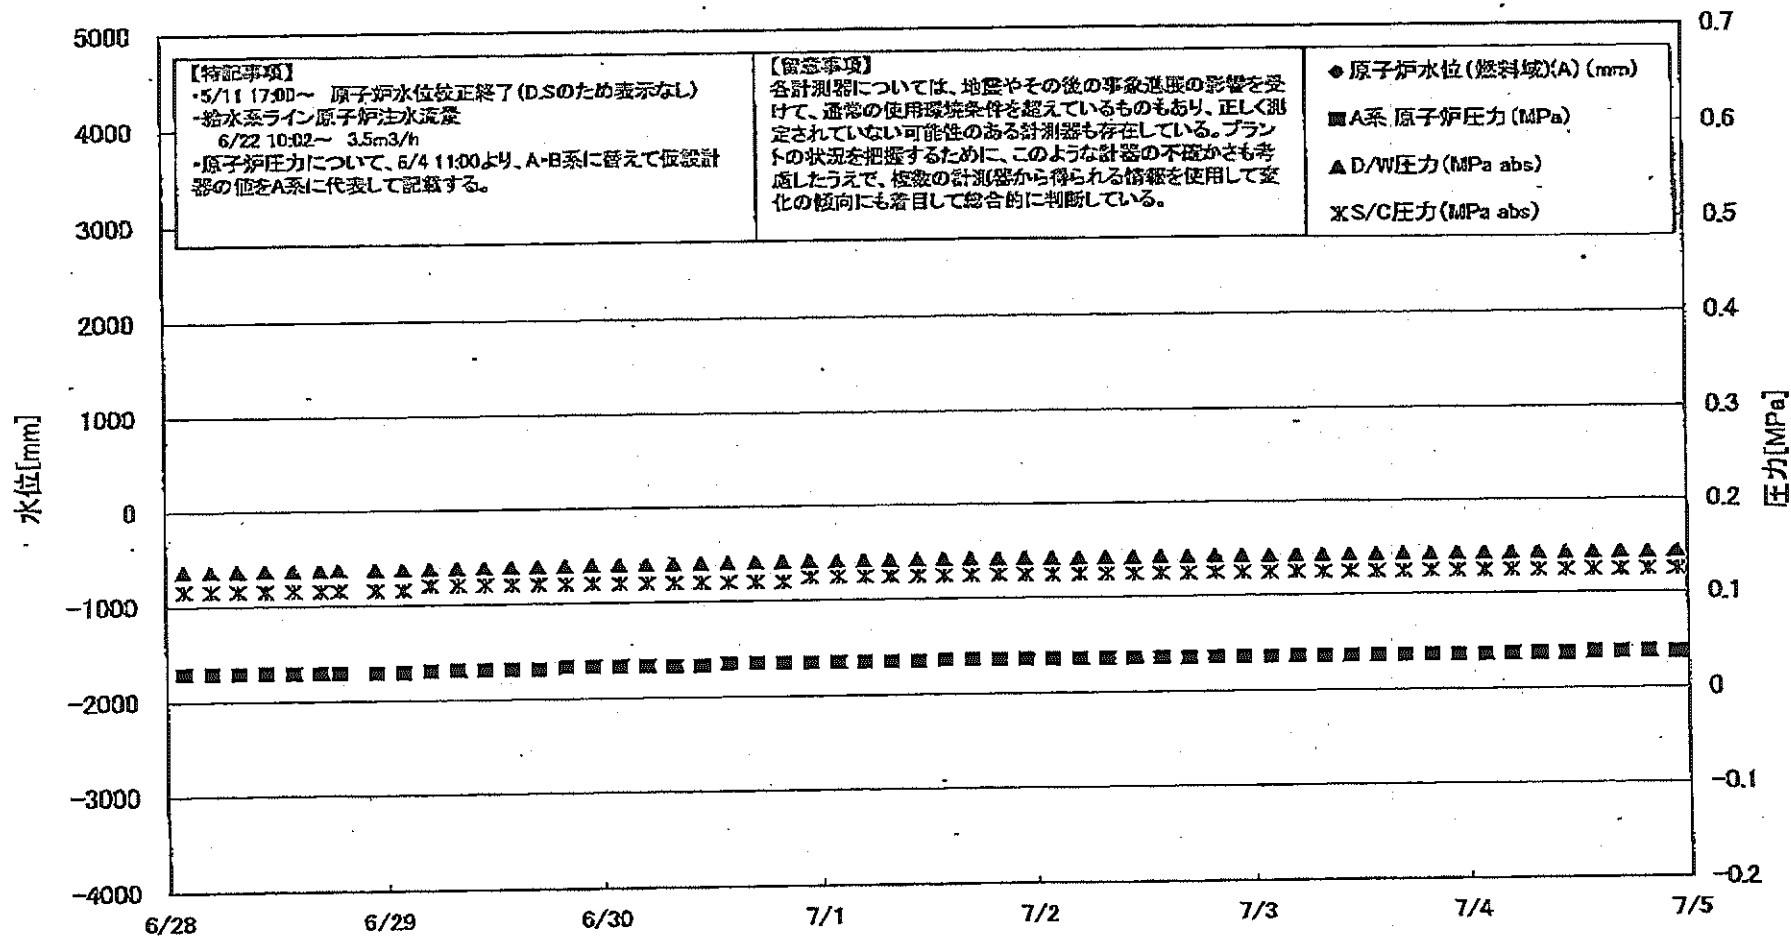 5000
4000
3000
2000
1000
0
-1000
-2000
-3000
-4000
水位[mm]
【特記事項】
・5/11 17:00～ 原子炉水位校正終了(D.Sのため表示なし)
・給水系ライン原子炉注水流量
6/22 10:02～ 3.5m3/h
・原子炉圧力について、6/4 11:00より、A・B系に替えて仮設計
器の値をA系に代表して記載する。
【留意事項】
各計測器については、地震やその後の事象進展の影響を受
けて、通常の使用環境条件を超えているものもあり、正しく測
定されていない可能性のある計測器も存在している。プラン
トの状況を把握するために、このような計器の不確かさも考
慮したうえで、複数の計測器から得られる情報を使用して変
化の傾向にも着目して総合的に判断している。
原子炉水位(燃料域)(A)(mm)
A系 原子炉圧力(MPa)
D/W圧力(MPa abs)
S/C圧力(MPa abs)
0.7
0.6
0.5
0.4
0.3
0.2
0.1
0
-0.1
-0.2
圧力[MPa]
6/28
6/29
6/30
7/1
7/2
7/3
7/4
7/5